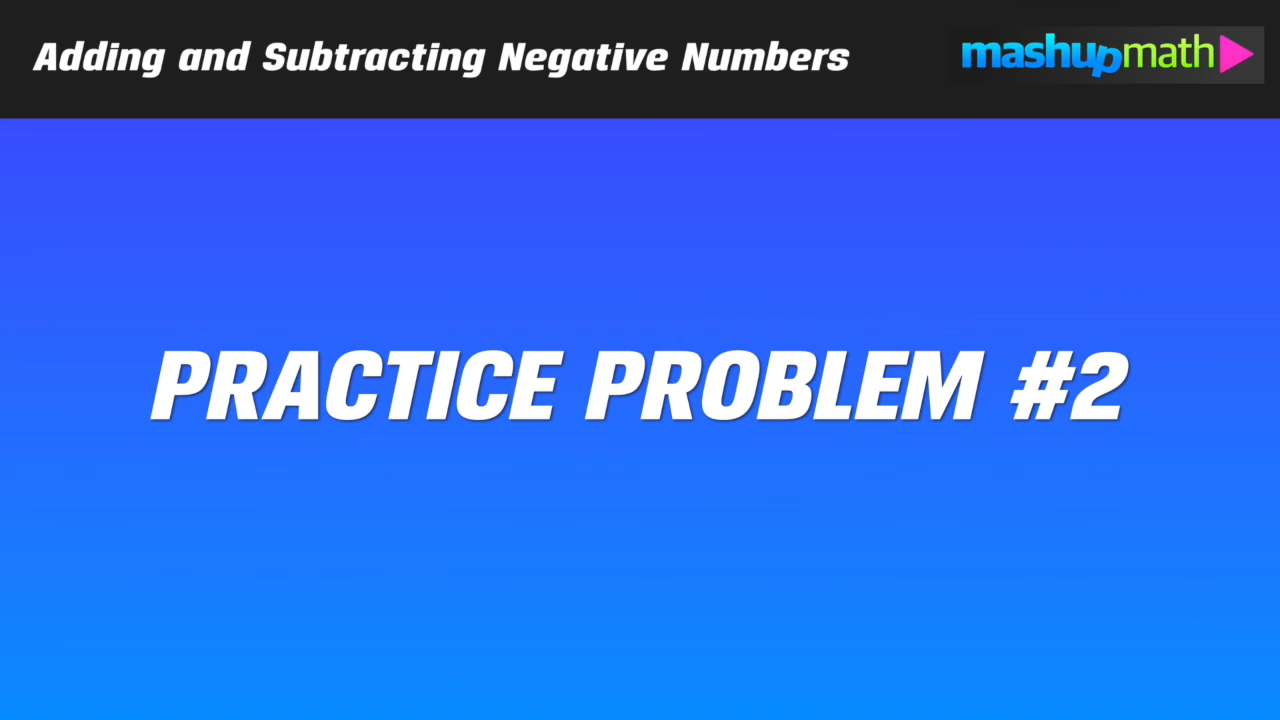 Adding and Subtracting Negative Numbers
mashupmath
PRACTICE PROBLEM #2